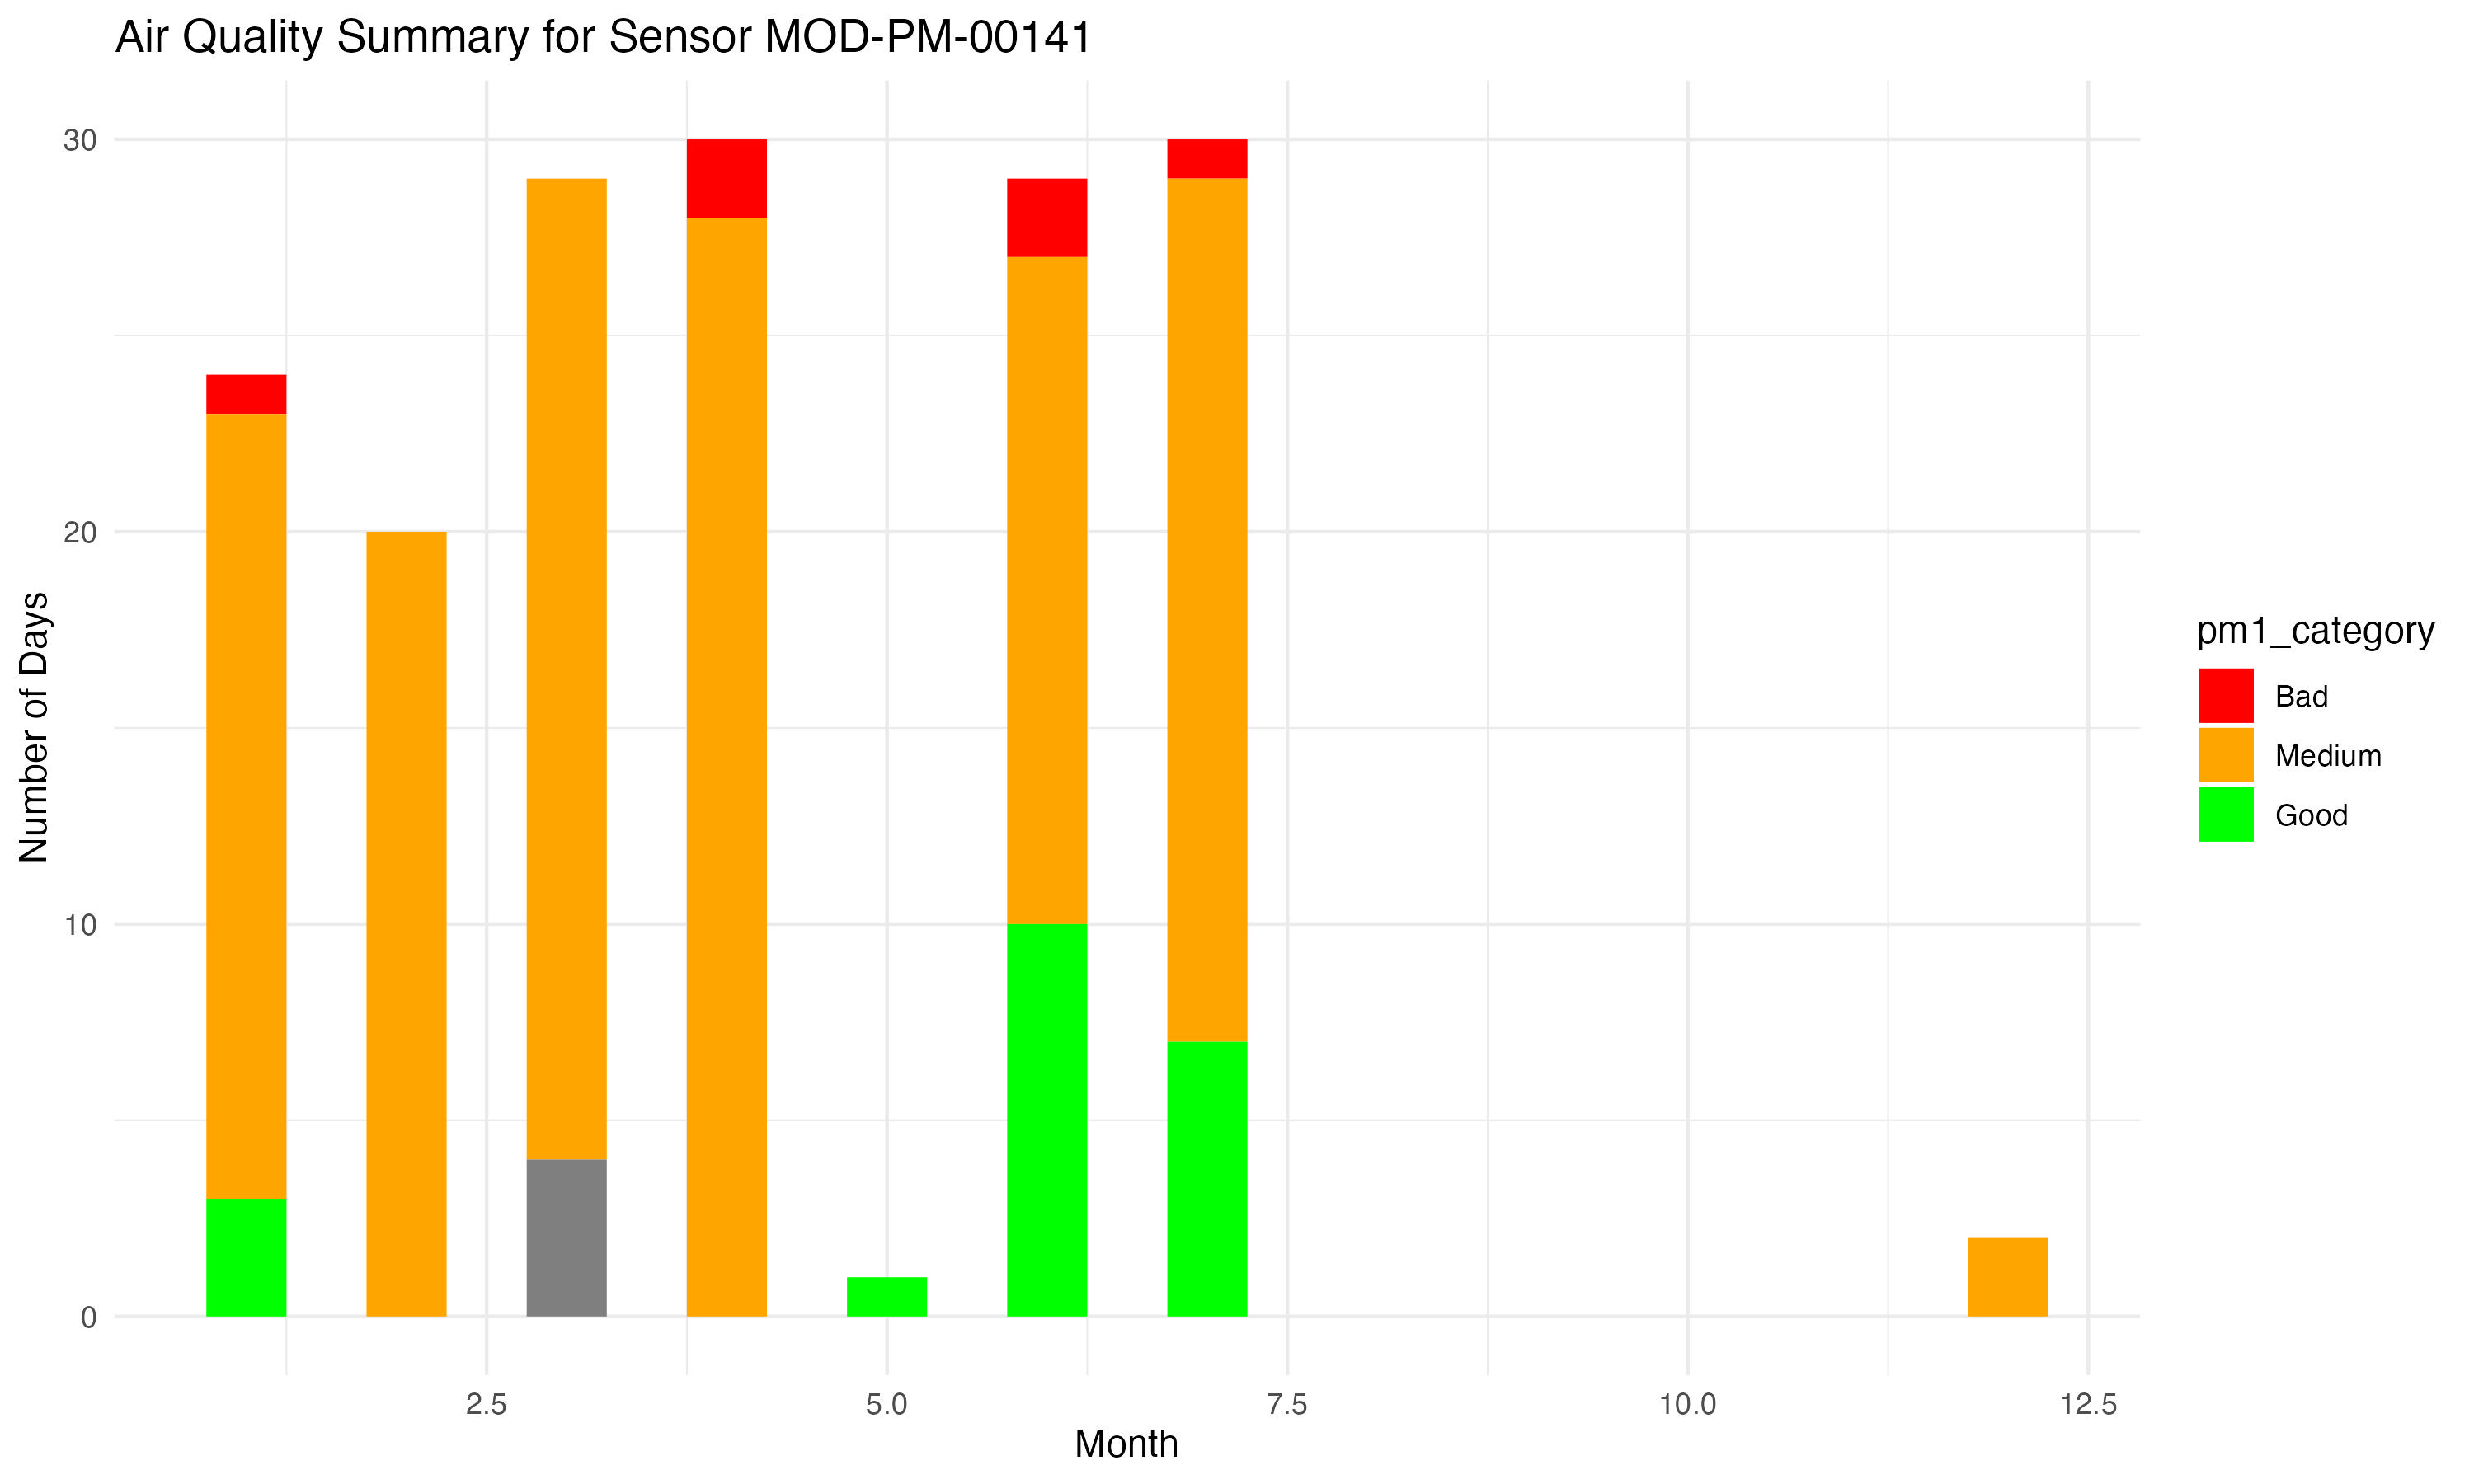 Air Quality Summary for Sensor MOD-PM-00141
30
20
10
0
Number of Days
2.5
5.0
7.5
10.0
12.5
Month
pm1_category
Bad
Medium
Good